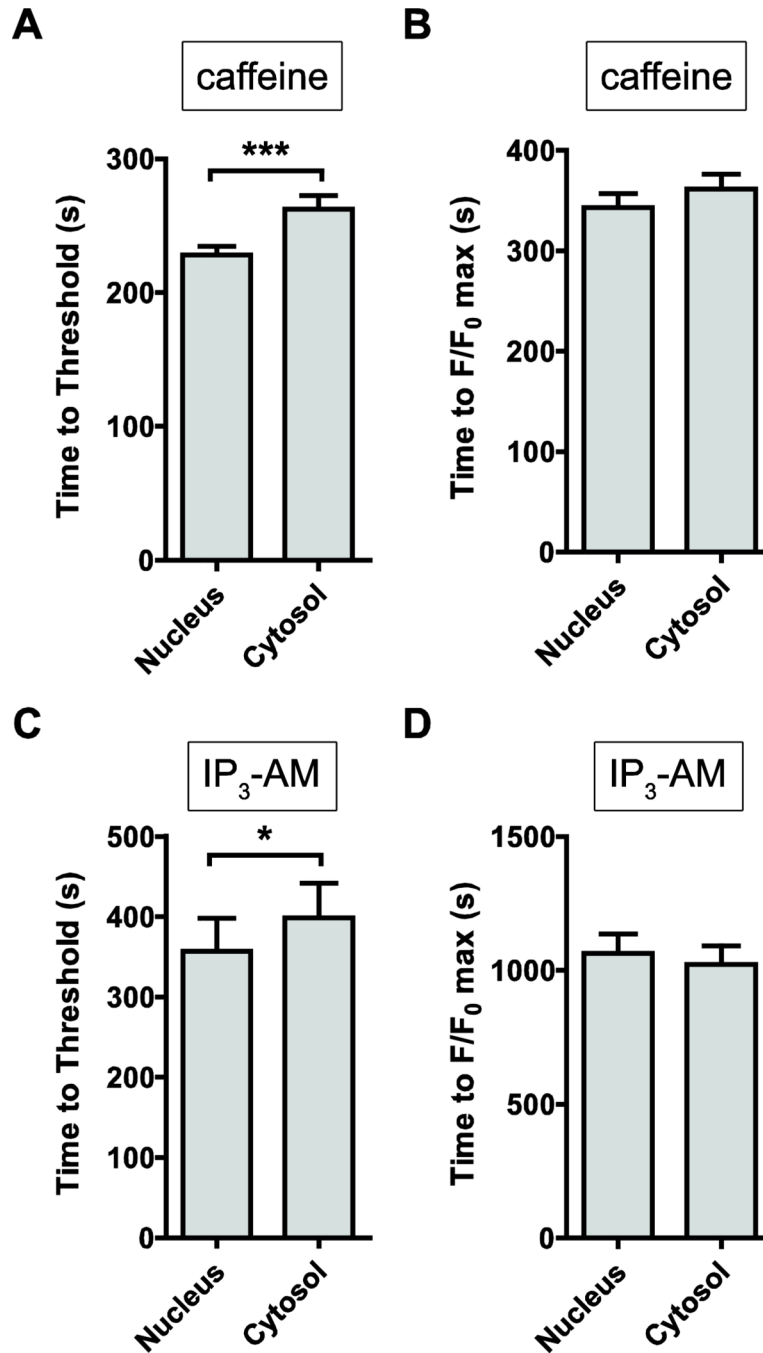 A
caffeine
Time to Threshold (s)
300
200
100
0
***
Nucleus
Cytosol
B
caffeine
Time to F/F0 max (s)
400
300
200
100
0
Nucleus
Cytosol
C
IP3-AM
Time to Threshold (s)
500
400
300
200
100
0
*
Nucleus
Cytosol
D
IP3-AM
Time to F/F0 max (s)
1500
1000
500
0
Nucleus
Cytosol